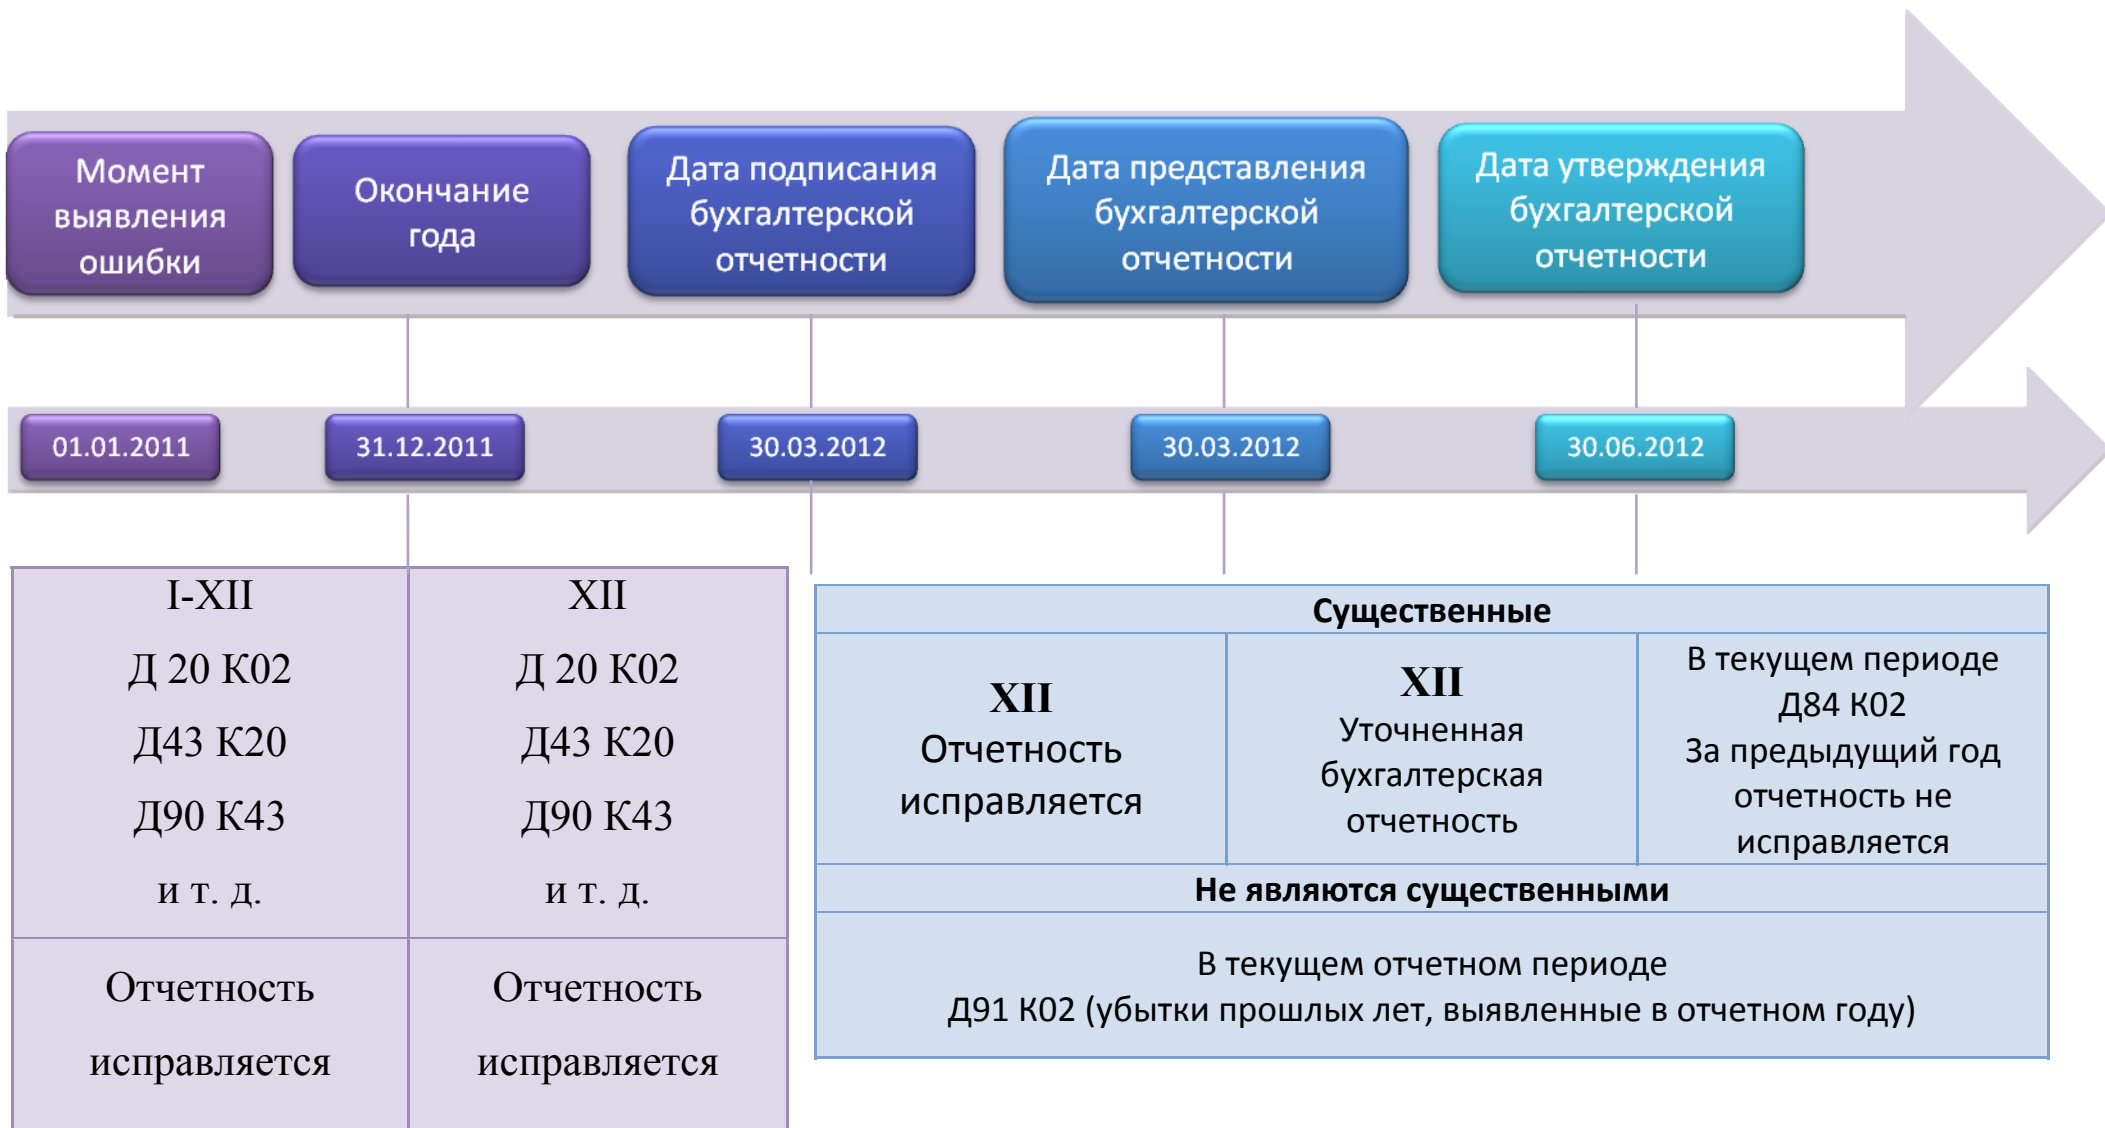 Момент
выявления
ошибки
Окончание
года
Дата подписания
бухгалтерской
отчетности
Дата представления
бухгалтерской
отчетности
Дата утверждения
бухгалтерской
отчетности
01.01.2011
31.12.2011
30.03.2012
30.03.2012
30.06.2012
I-XII
Д 20 К02
Д43 К20
Д90 К43
и т. д.
Отчетность
исправляется
XII
Д 20 К02
Д43 К20
Д90 К43
и т. д.
Отчетность
исправляется
Существенные
XII
Отчетность
исправляется
XII
Уточненная
бухгалтерская
отчетность
В текущем периоде
Д84 К02
За предыдущий год
отчетность не
исправляется
Не являются существенными
В текущем отчетном периоде
Д91 К02 (убытки прошлых лет, выявленные в отчетном году)